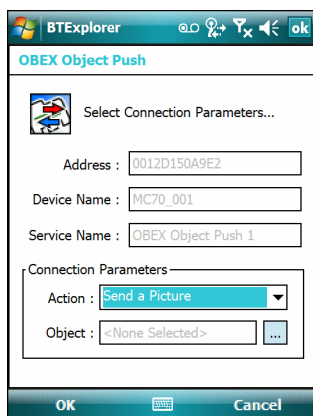 BTExplorer ok
OBEX Object Push
Select Connection Parameters...
Address : 0012D150A9E2
Device Name : MC70_001
Service Name : OBEX Object Push 1
Connection Parameters
Action : Send a Picture
Object : <None Selected> ...
OK Cancel